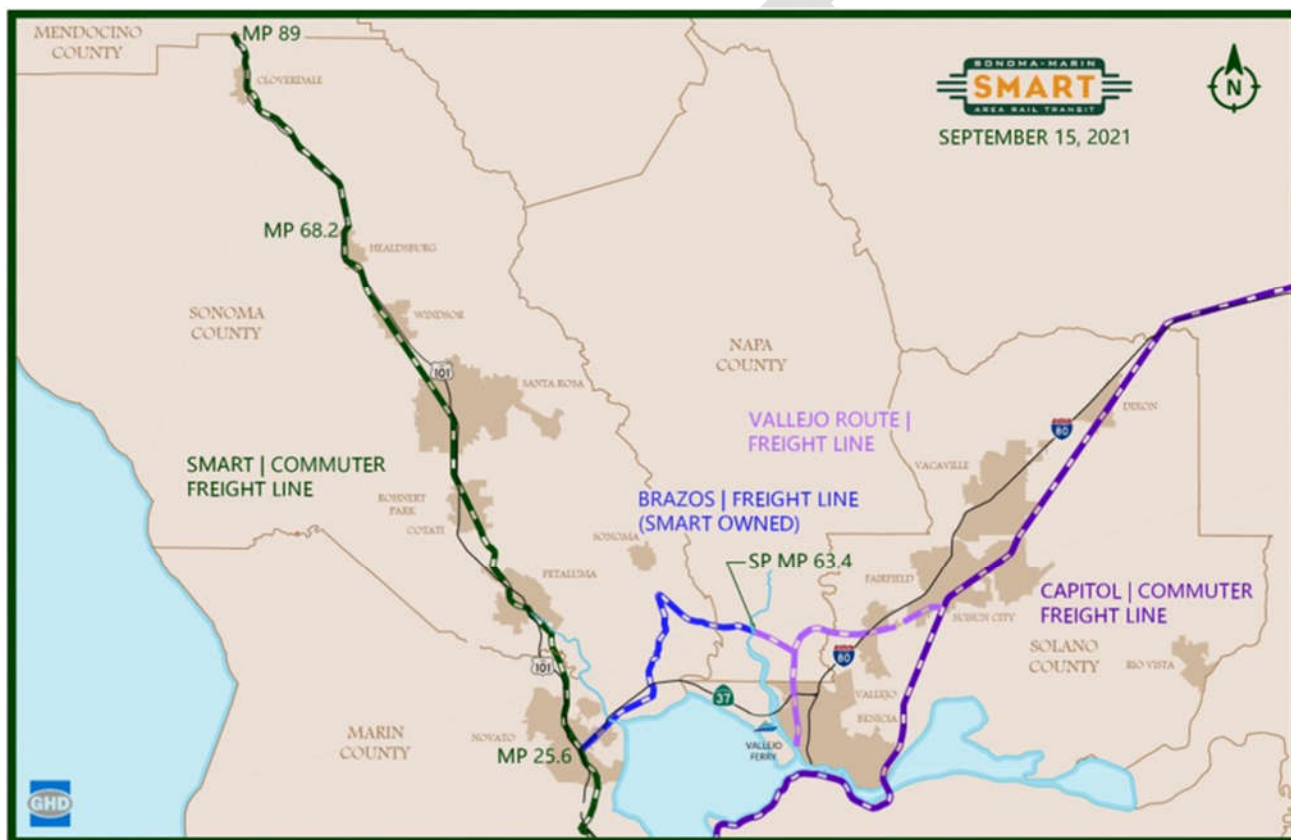 MENDOCINO
COUNTY
MP 89
CLOVERDALE
SONOMA-MARIN
SMART
AREA RAIL TRANSIT
N
SEPTEMBER 15, 2021
MP 68.2
HEALDSBURG
SONOMA
COUNTY
WINDSOR
101
SANTA ROSA
NAPA
COUNTY
DIXON
VALLEJO ROUTE |
FREIGHT LINE
80
SMART | COMMUTER
FREIGHT LINE
VACAVILLE
ROHNERT
PARK
COTATI
BRAZOS | FREIGHT LINE
(SMART OWNED)
SONOMA
SP MP 63.4
PETALUMA
FAIRFIELD
CAPITOL | COMMUTER
FREIGHT LINE
SUISUN CITY
SOLANO
COUNTY
RIO VISTA
101
80
37
VALLEJO
BENICIA
MARIN
COUNTY
NOVATO
VALLEJO
FERRY
MP 25.6
GHD